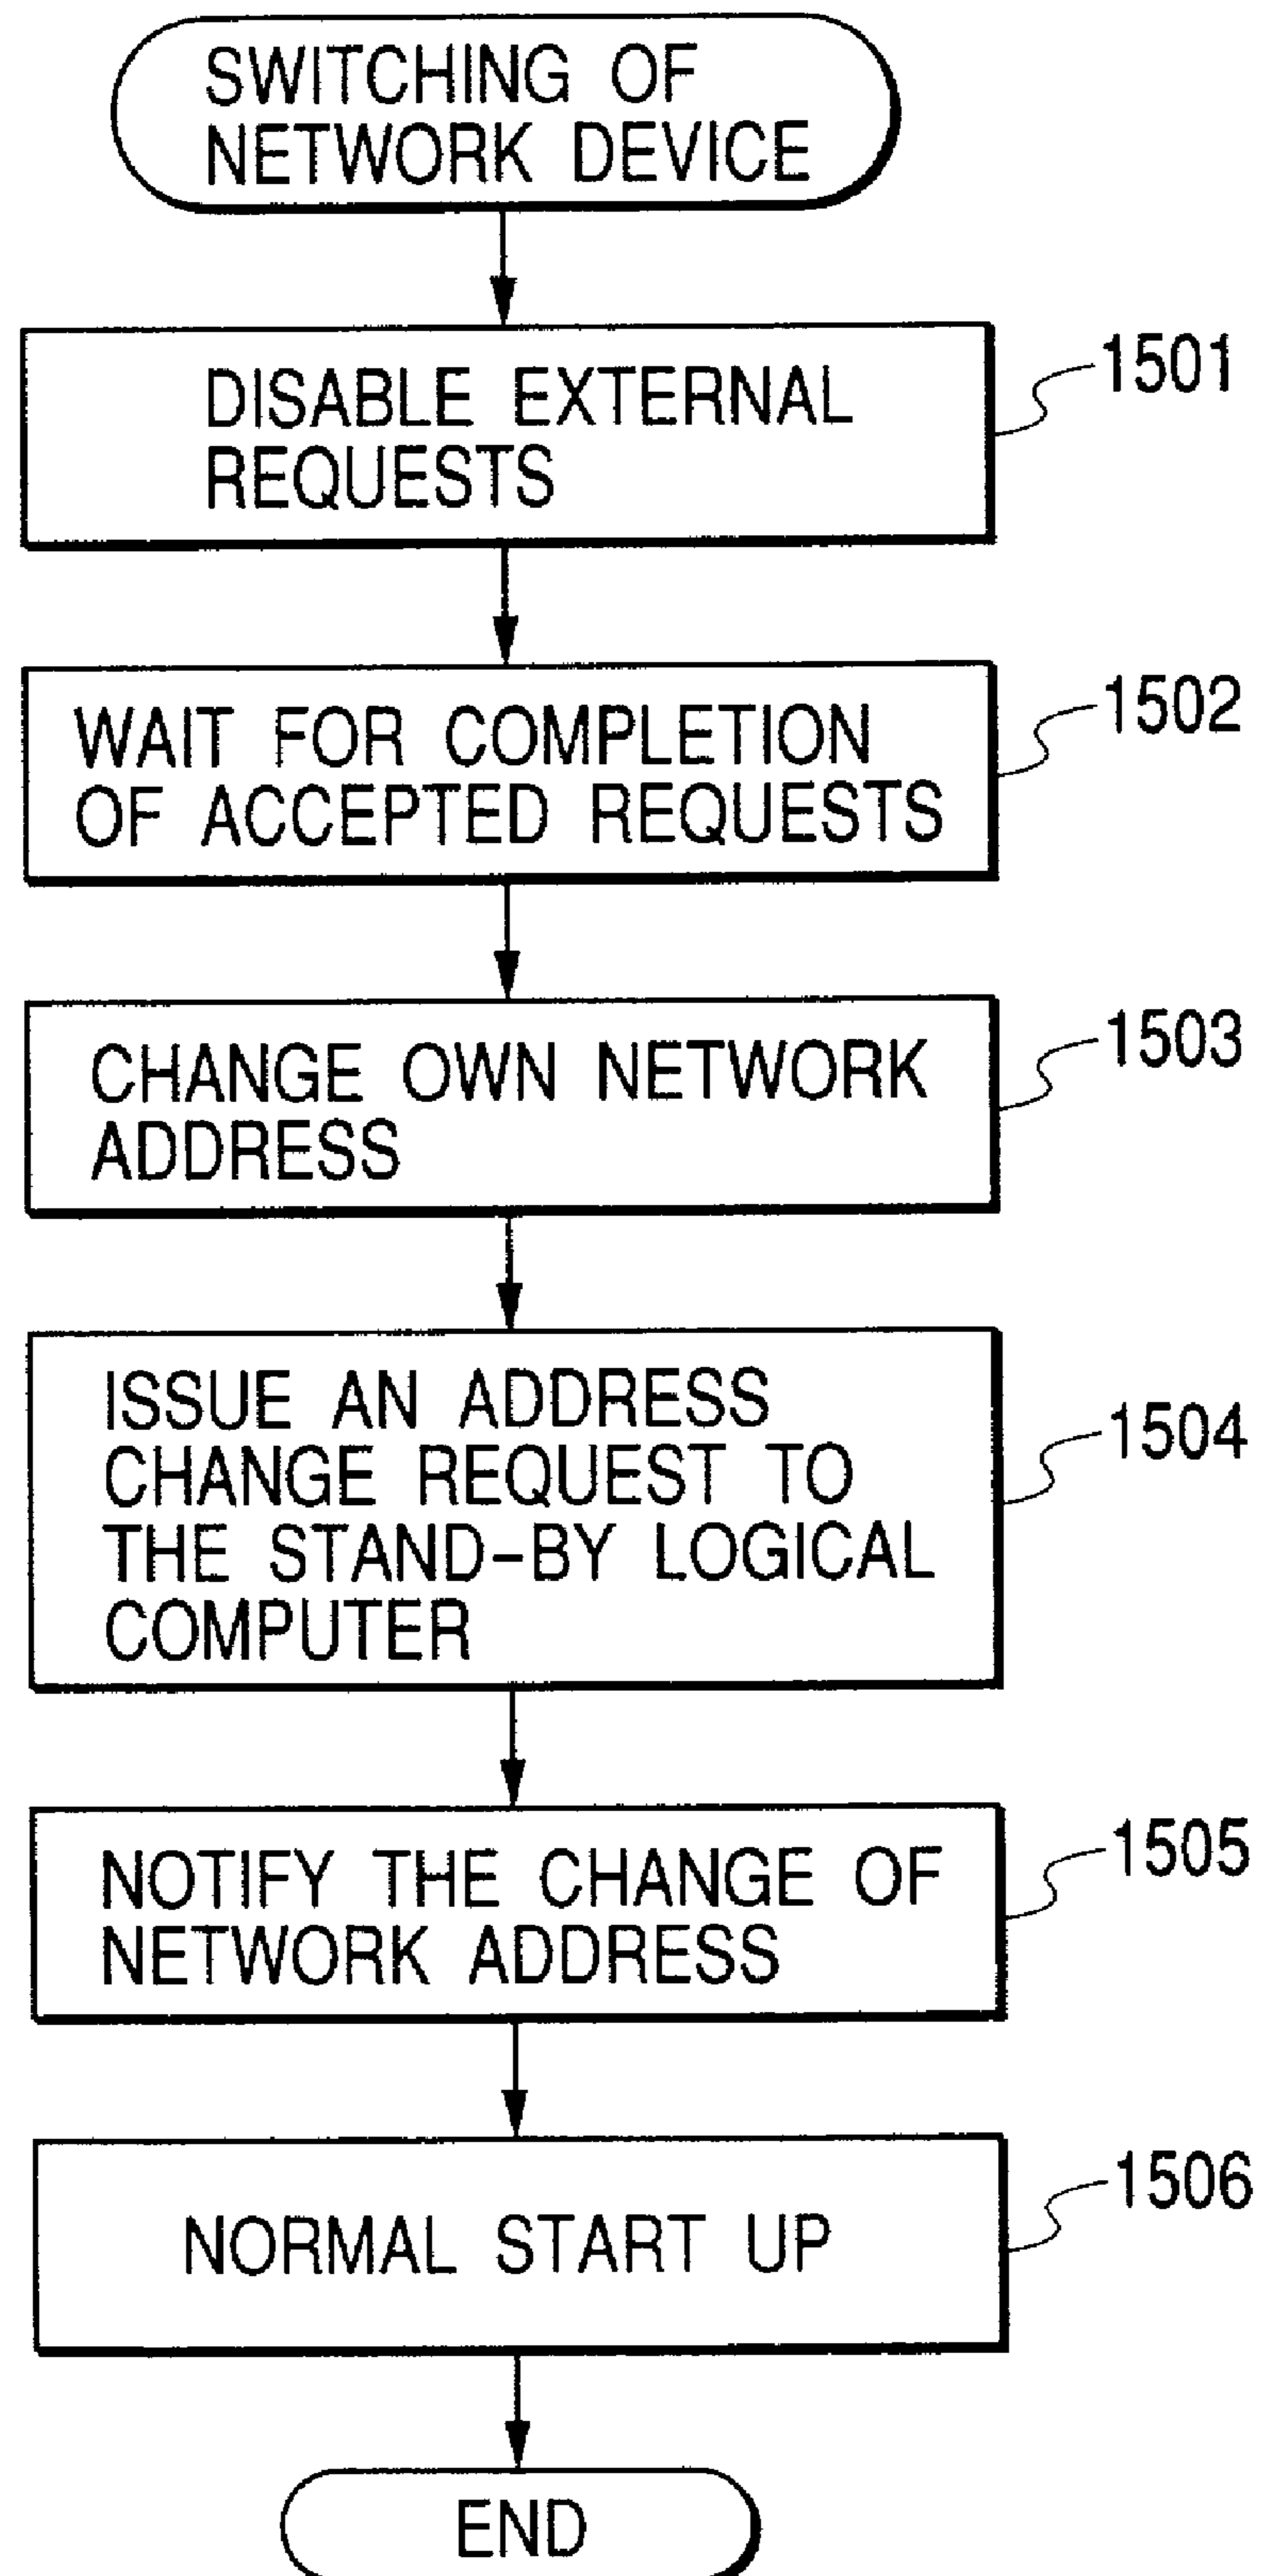 SWITCHING OF
NETWORK DEVICE
DISABLE EXTERNAL
REQUESTS
1501
WAIT FOR COMPLETION
OF ACCEPTED REQUESTS
1502
CHANGE OWN NETWORK
ADDRESS
1503
ISSUE AN ADDRESS
CHANGE REQUEST TO
THE STAND-BY LOGICAL
COMPUTER
1504
NOTIFY THE CHANGE OF
NETWORK ADDRESS
1505
NORMAL START UP
1506
END